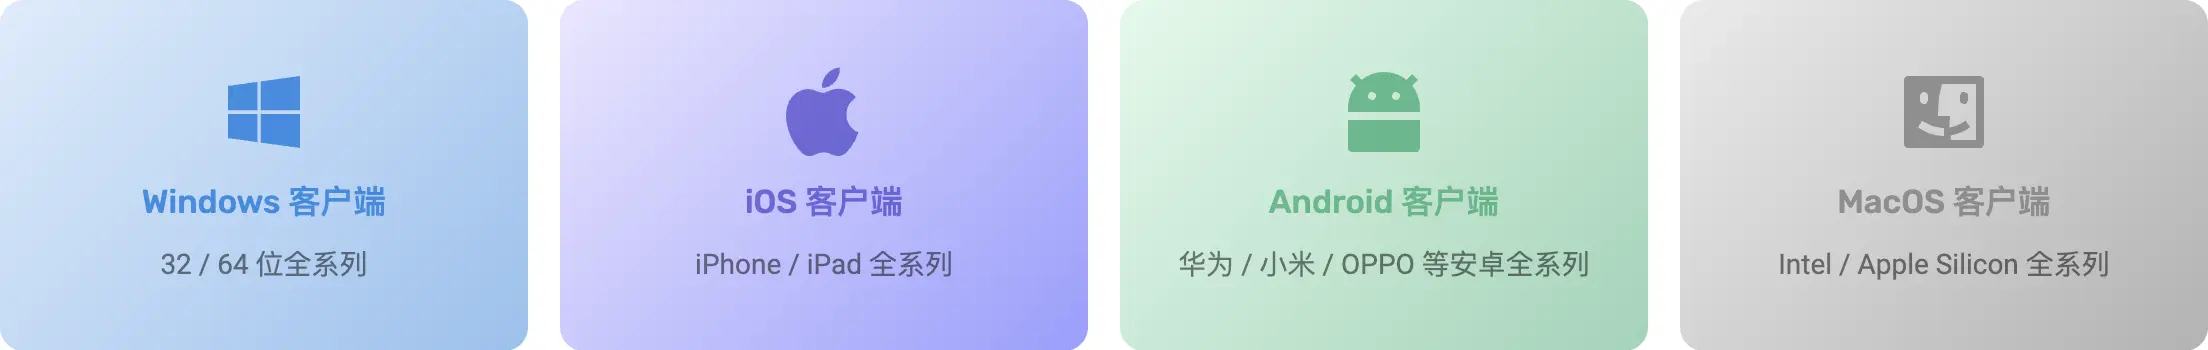 Windows 客户端
32 / 64 位全系列
iOS 客户端
iPhone / iPad 全系列
Android 客户端
华为 / 小米 / OPPO 等安卓全系列
MacOS 客户端
Intel / Apple Silicon 全系列